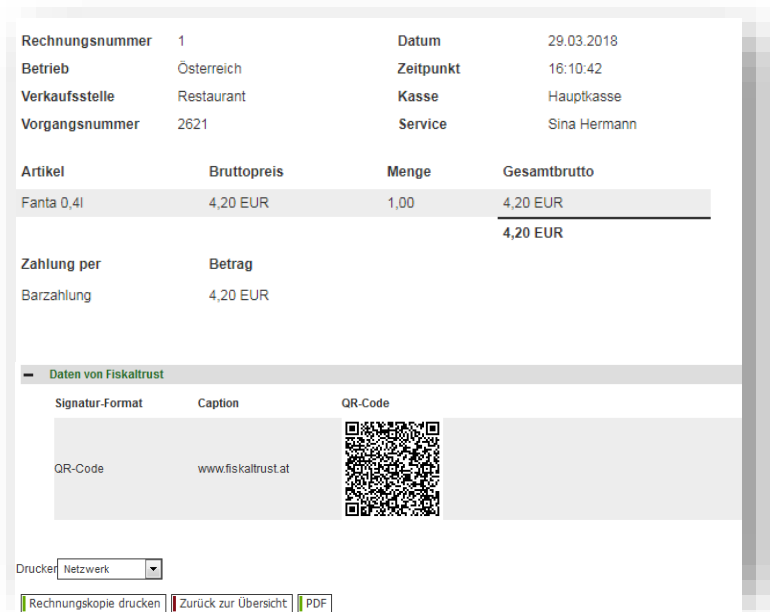 Rechnungsnummer 1 Datum 29.03.2018
Betrieb Österreich Zeitpunkt 16:10:42
Verkaufsstelle Restaurant Kasse Hauptkasse
Vorgangsnummer 2621 Service Sina Hermann
Artikel Bruttopreis Menge Gesamtbrutto
Fanta 0,4l 4,20 EUR 1,00 4,20 EUR
4,20 EUR
Zahlung per Betrag
Barzahlung 4,20 EUR
Daten von Fiskaltrust
Signatur-Format Caption QR-Code
QR-Code www.fiskaltrust.at
Drucker Netzwerk
Rechnungskopie drucken Zurück zur Übersicht PDF